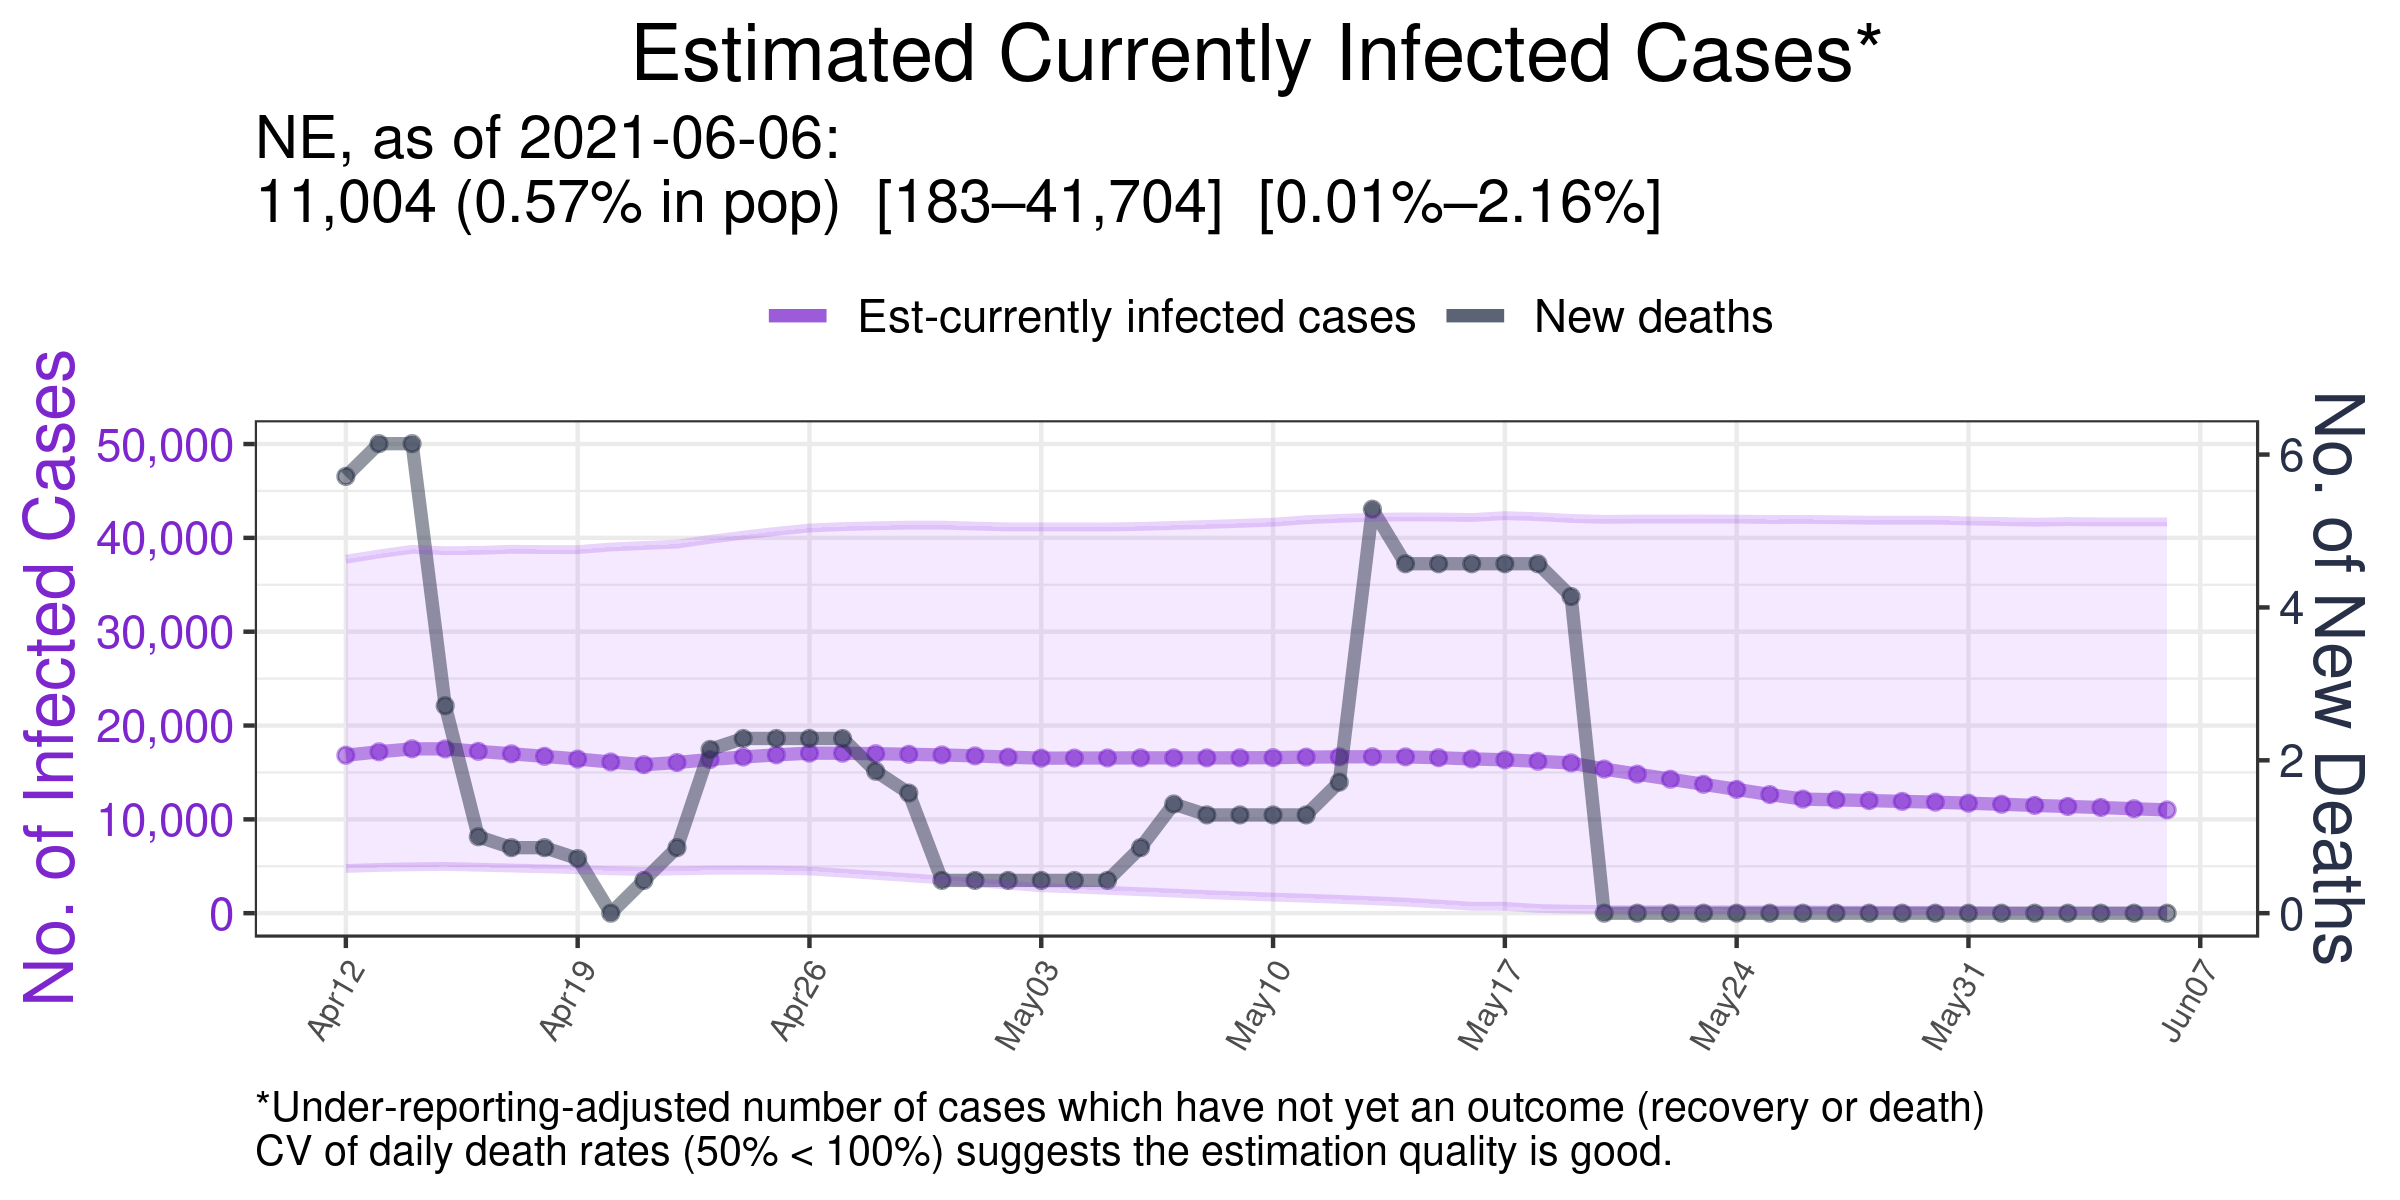 Estimated Currently Infected Cases*
NE, as of 2021-06-06:
11,004 (0.57% in pop)  [183–41,704]  [0.01%–2.16%]
Est-currently infected cases
New deaths
No. of Infected Cases
50,000
40,000
30,000
20,000
10,000
0
6
4
2
0
No. of New Deaths
Apr12
Apr19
Apr26
May03
May10
May17
May24
May31
Jun07
*Under-reporting-adjusted number of cases which have not yet an outcome (recovery or death)
CV of daily death rates (50% < 100%) suggests the estimation quality is good.